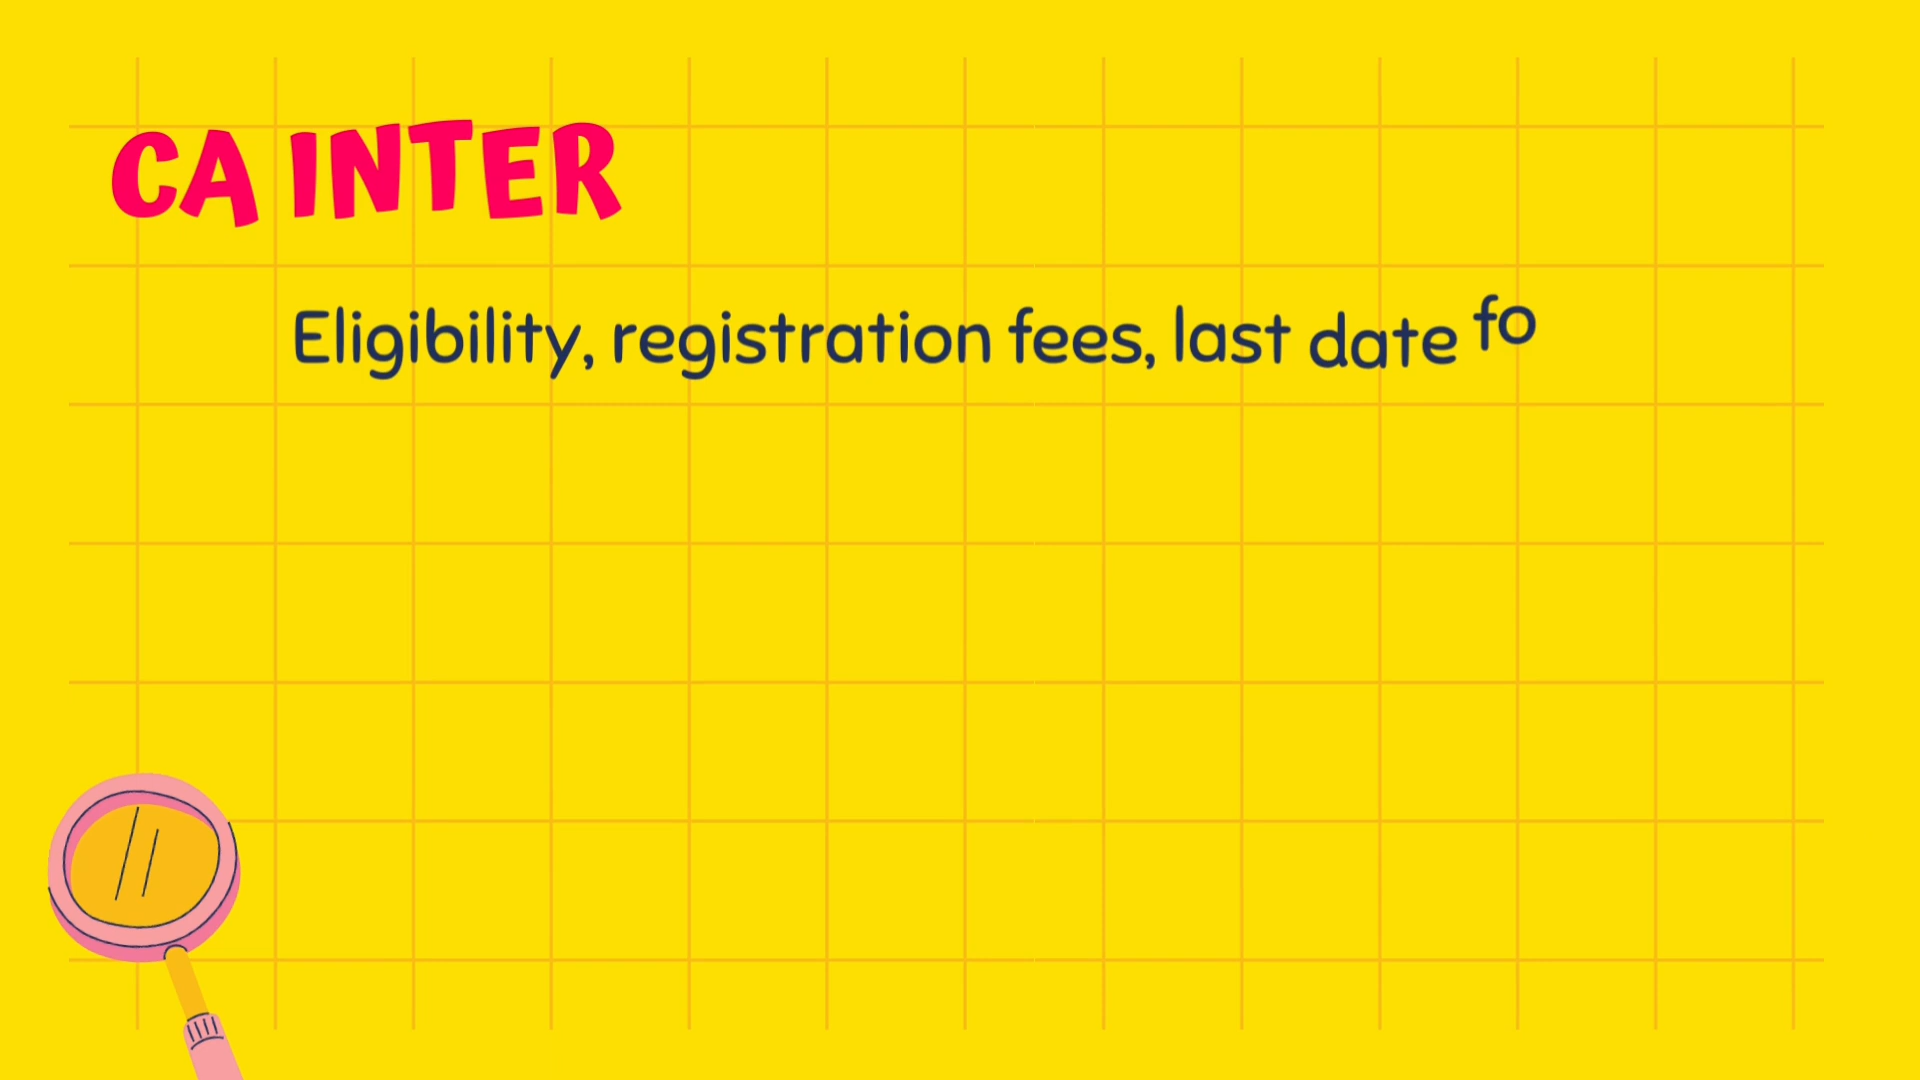 CA INTER
Eligibility, registration fees, last date fo